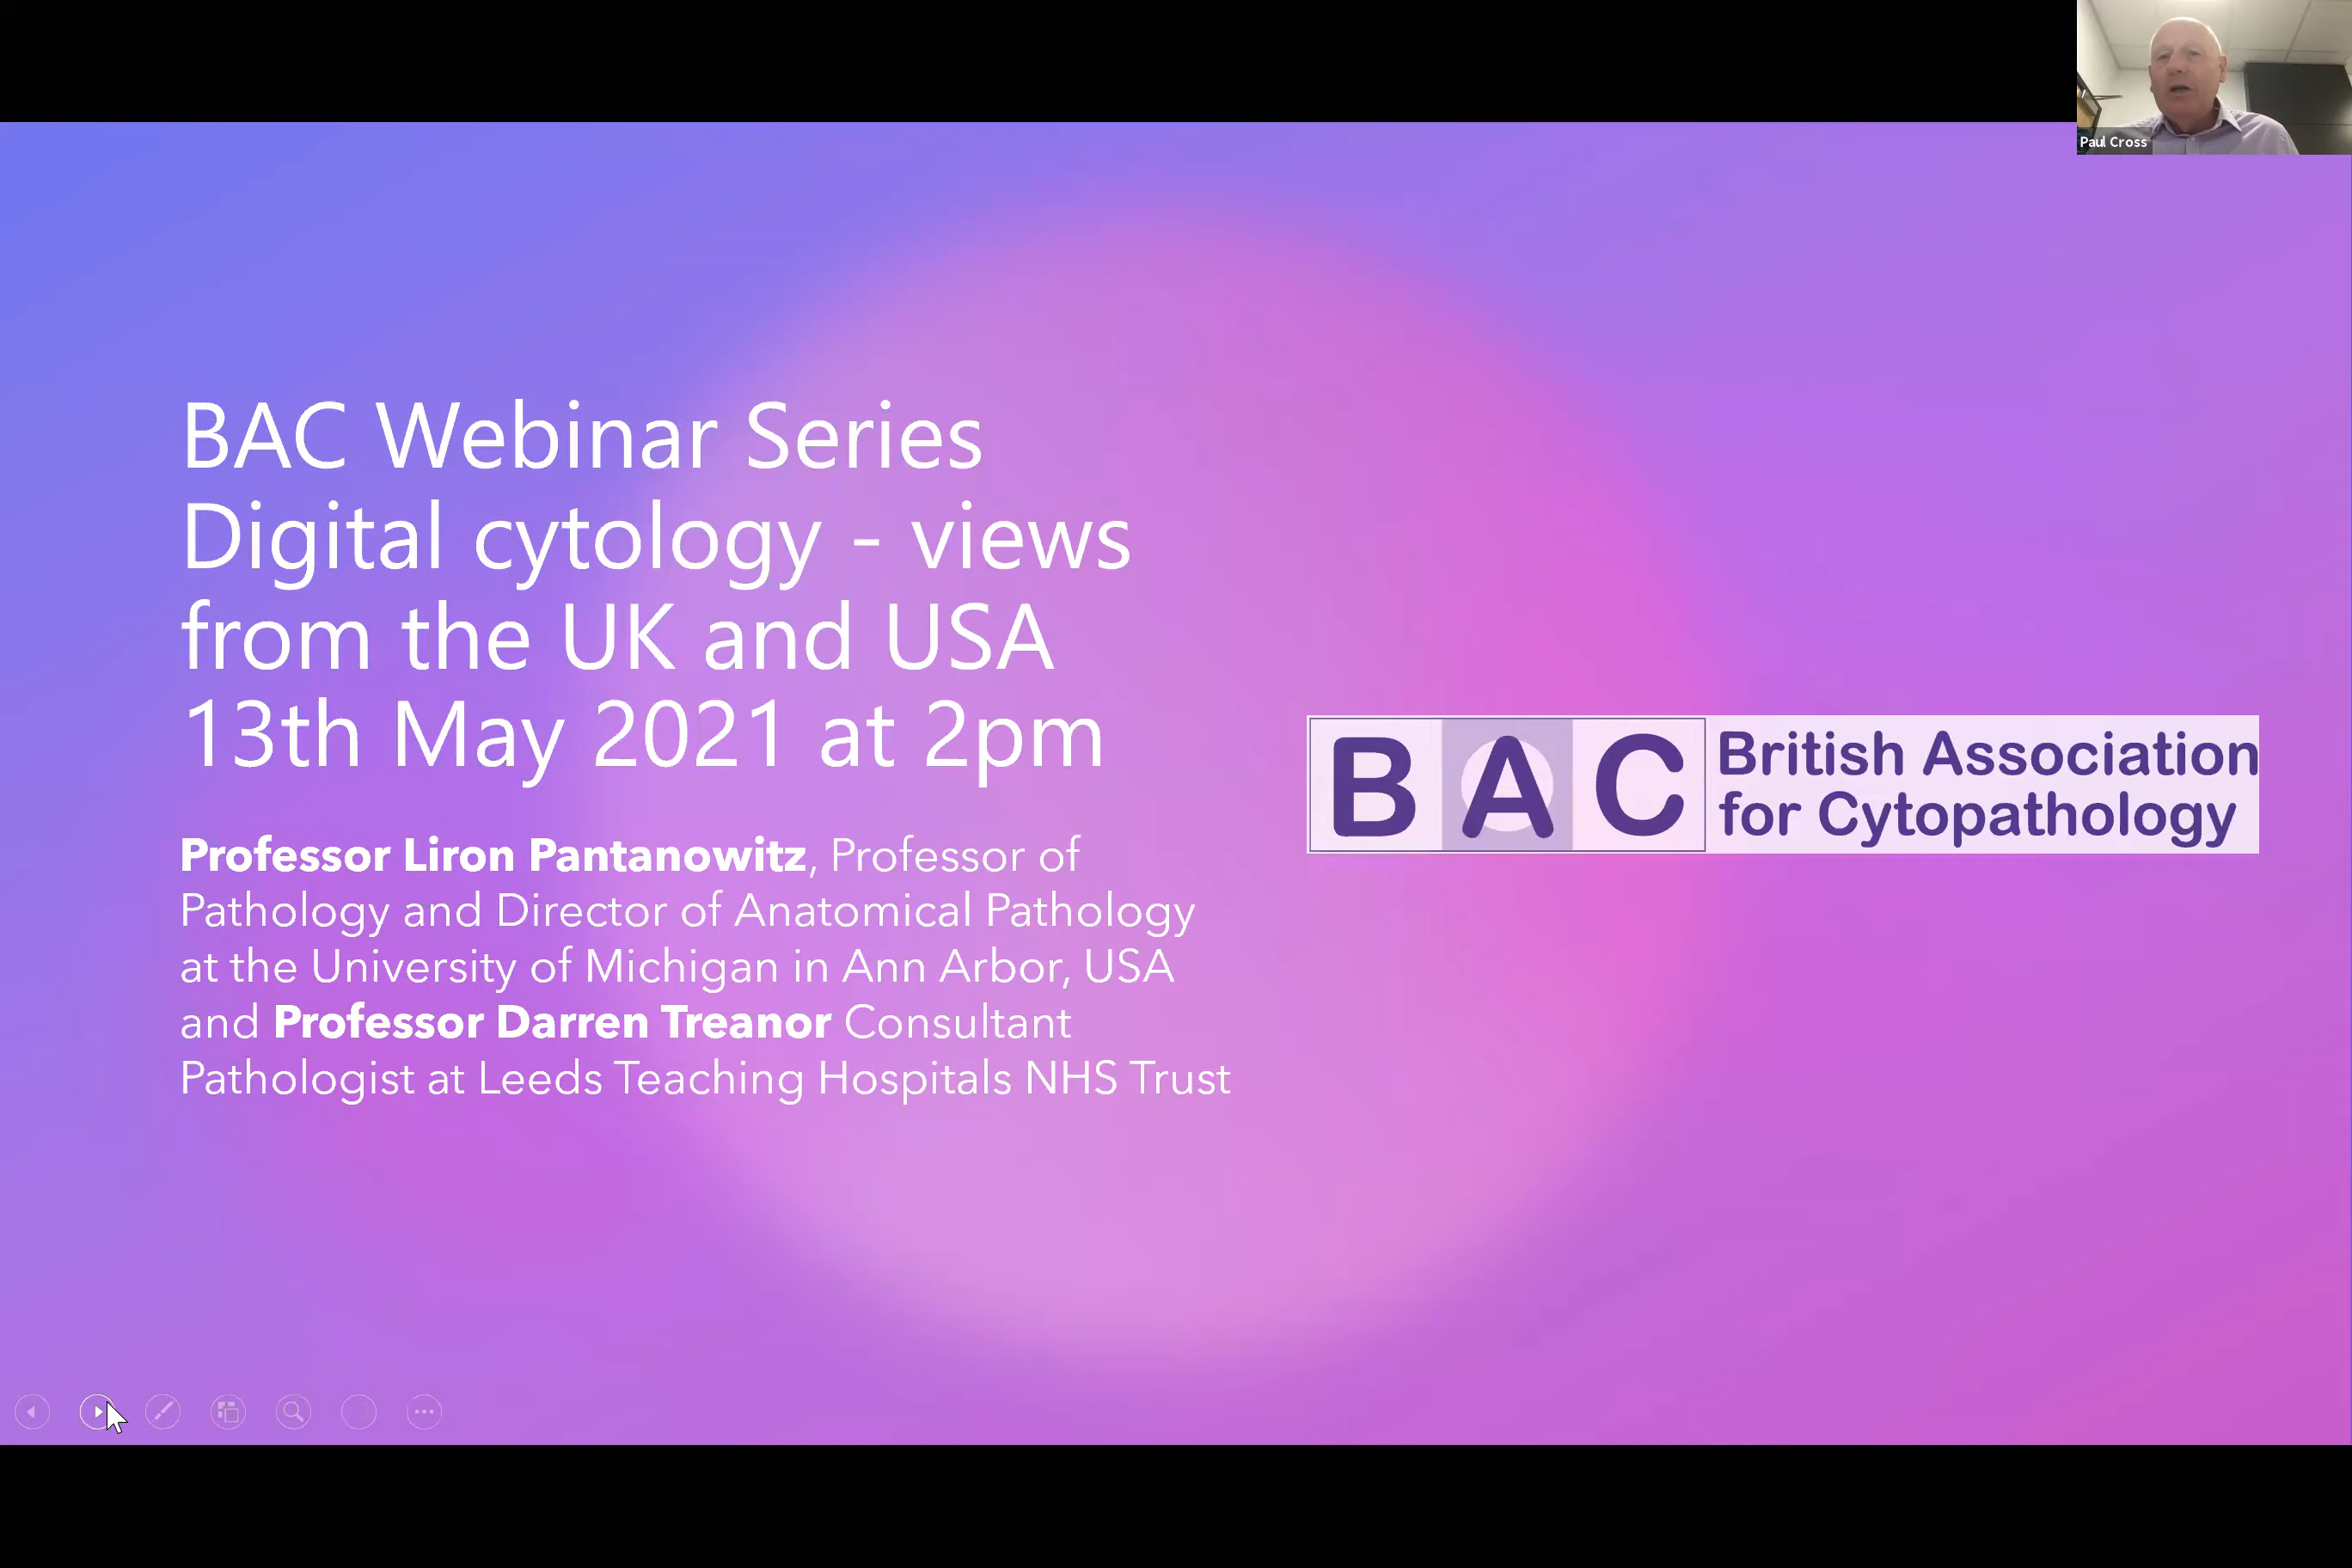 Paul Cross
BAC Webinar Series
Digital cytology - views
from the UK and USA
13th May 2021 at 2pm
Professor Liron Pantanowitz, Professor of
Pathology and Director of Anatomical Pathology
at the University of Michigan in Ann Arbor, USA
and Professor Darren Treanor Consultant
Pathologist at Leeds Teaching Hospitals NHS Trust
BAC
British Association
for Cytopathology